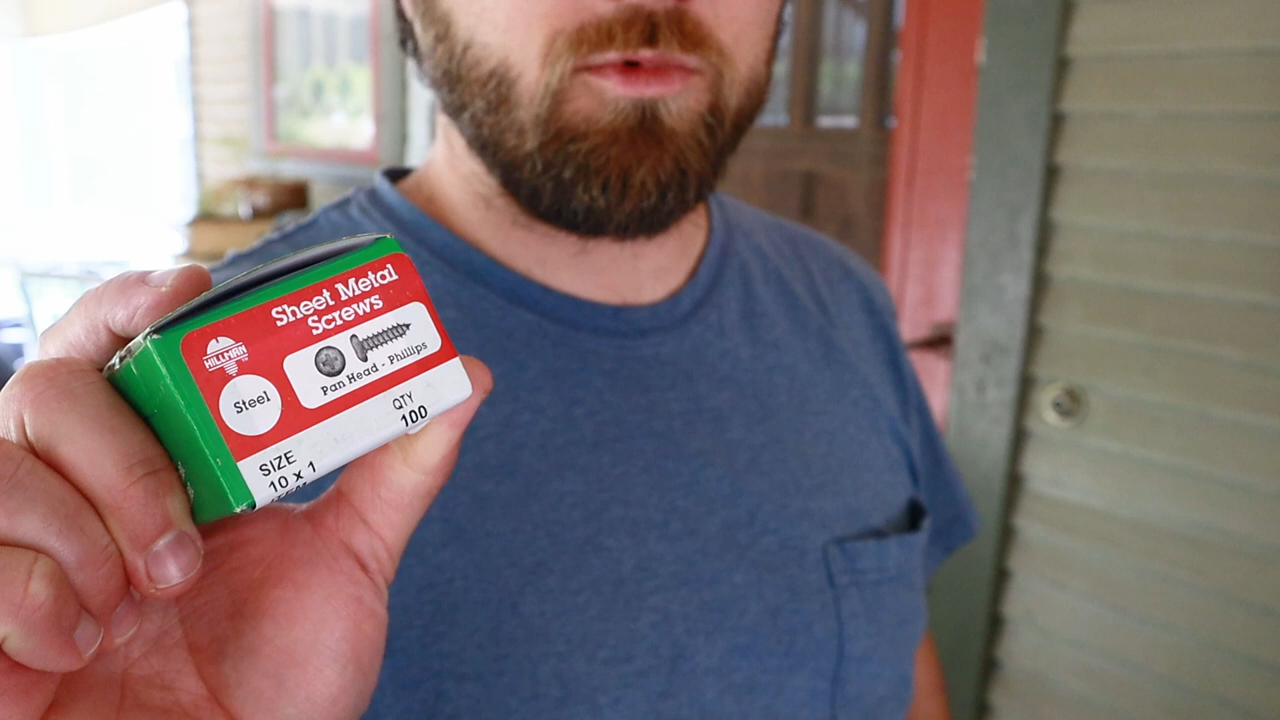 Sheet Metal
Screws
HILLMAN
Pan Head - Phillips
Steel
QTY
100
SIZE
10 x 1